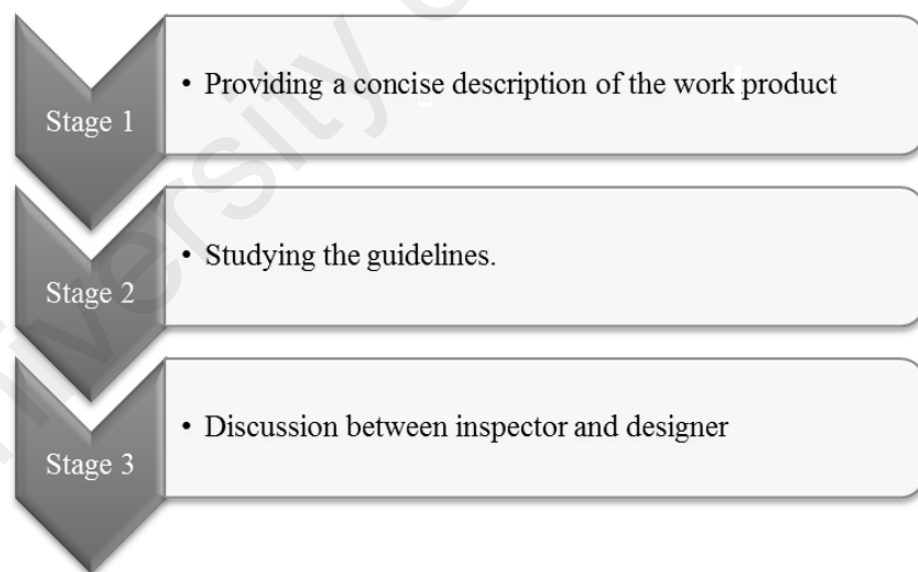 Stage 1
• Providing a concise description of the work product
Stage 2
• Studying the guidelines.
Stage 3
• Discussion between inspector and designer